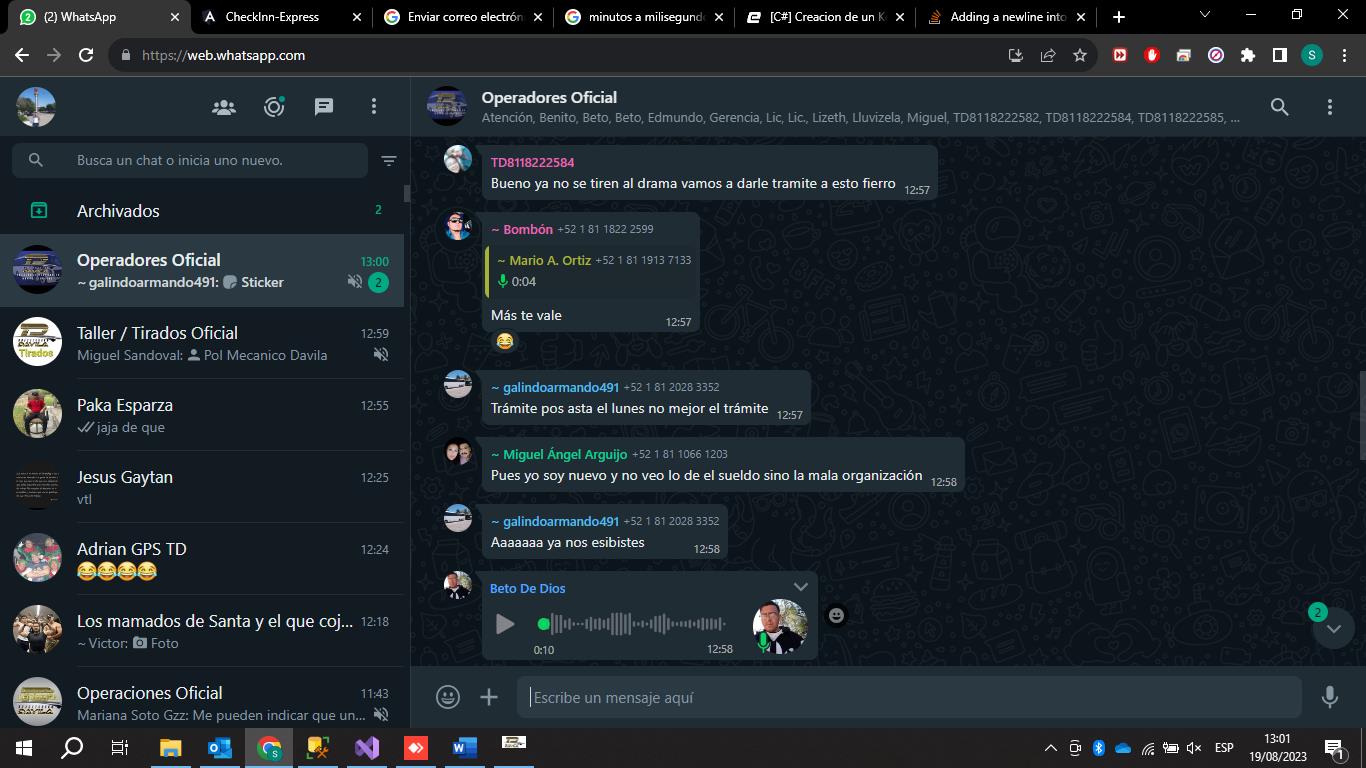 (2) WhatsApp
CheckInn-Express
Enviar correo electrón
minutos a milisegund
[C#] Creacion de un K
Adding a newline into
https://web.whatsapp.com
S
Operadores Oficial
Atención, Benito, Beto, Beto, Edmundo, Gerencia, Lic, Lic., Lizeth, Lluvizela, Miguel, TD8118222582, TD8118222584, TD8118222585, ...
Busca un chat o inicia uno nuevo.
Archivados
2
Operadores Oficial
13:00
~ galindoarmando491: Sticker
2
Taller / Tirados Oficial
12:59
Miguel Sandoval: Pol Mecanico Davila
Tirados
Paka Esparza
12:55
jaja de que
Jesus Gaytan
12:25
vtl
Adrian GPS TD
12:24
😂😂😂😂
Los mamados de Santa y el que coj...
12:18
~ Victor: Foto
Operaciones Oficial
11:43
Mariana Soto Gzz: Me pueden indicar que un...
TD8118222584
Bueno ya no se tiren al drama vamos a darle tramite a esto fierro
12:57
~ Bombón +52 1 81 1822 2599
~ Mario A. Ortiz +52 1 81 1913 7133
0:04
Más te vale
12:57
😂
~ galindoarmando491 +52 1 81 2028 3352
Trámite pos asta el lunes no mejor el trámite
12:57
~ Miguel Ángel Arguijo +52 1 81 1066 1203
Pues yo soy nuevo y no veo lo de el sueldo sino la mala organización
12:58
~ galindoarmando491 +52 1 81 2028 3352
Aaaaaaa ya nos esibistes
12:58
Beto De Dios
0:10
12:58
2
Escribe un mensaje aquí
ESP
13:01
19/08/2023
1